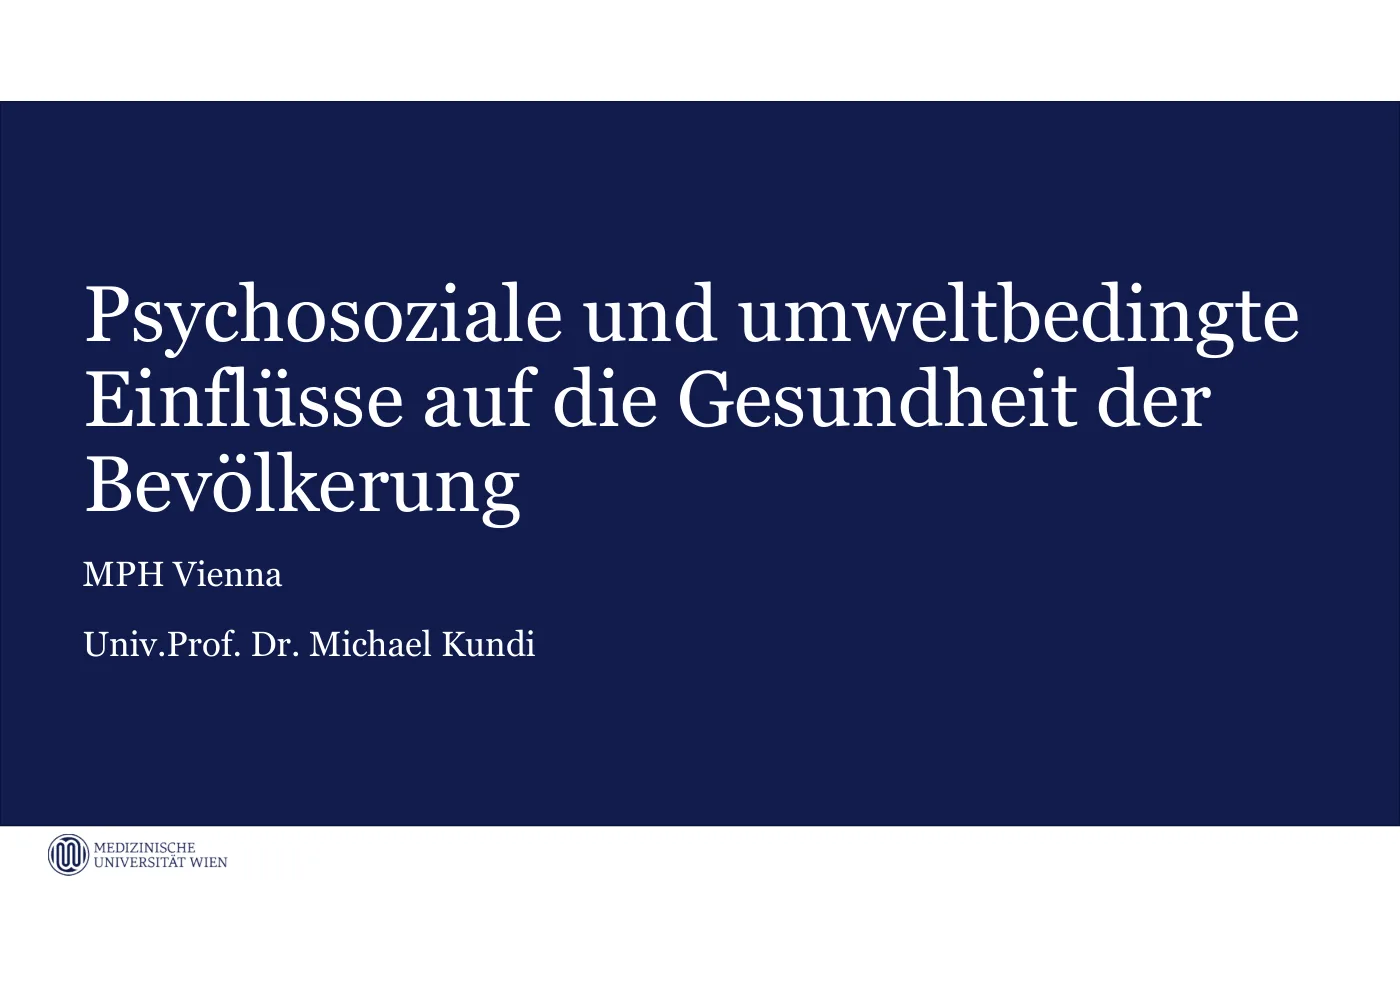 Psychosoziale und umweltbedingte
Einflüsse auf die Gesundheit der
Bevölkerung
MPH Vienna
Univ.Prof. Dr. Michael Kundi
MEDIZINISCHE
UNIVERSITÄT WIEN